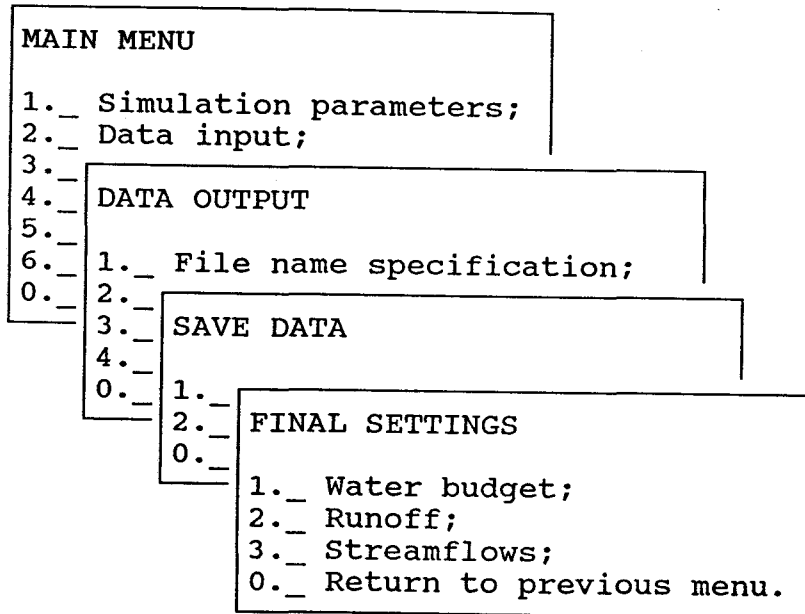 MAIN MENU
1._ Simulation parameters;
2._ Data input;
3._
4._
5._
6._
0._
DATA OUTPUT
1._ File name specification;
2._
3._
4._
0._
SAVE DATA
1._
2._
0._
FINAL SETTINGS
1._ Water budget;
2._ Runoff;
3._ Streamflows;
0._ Return to previous menu.